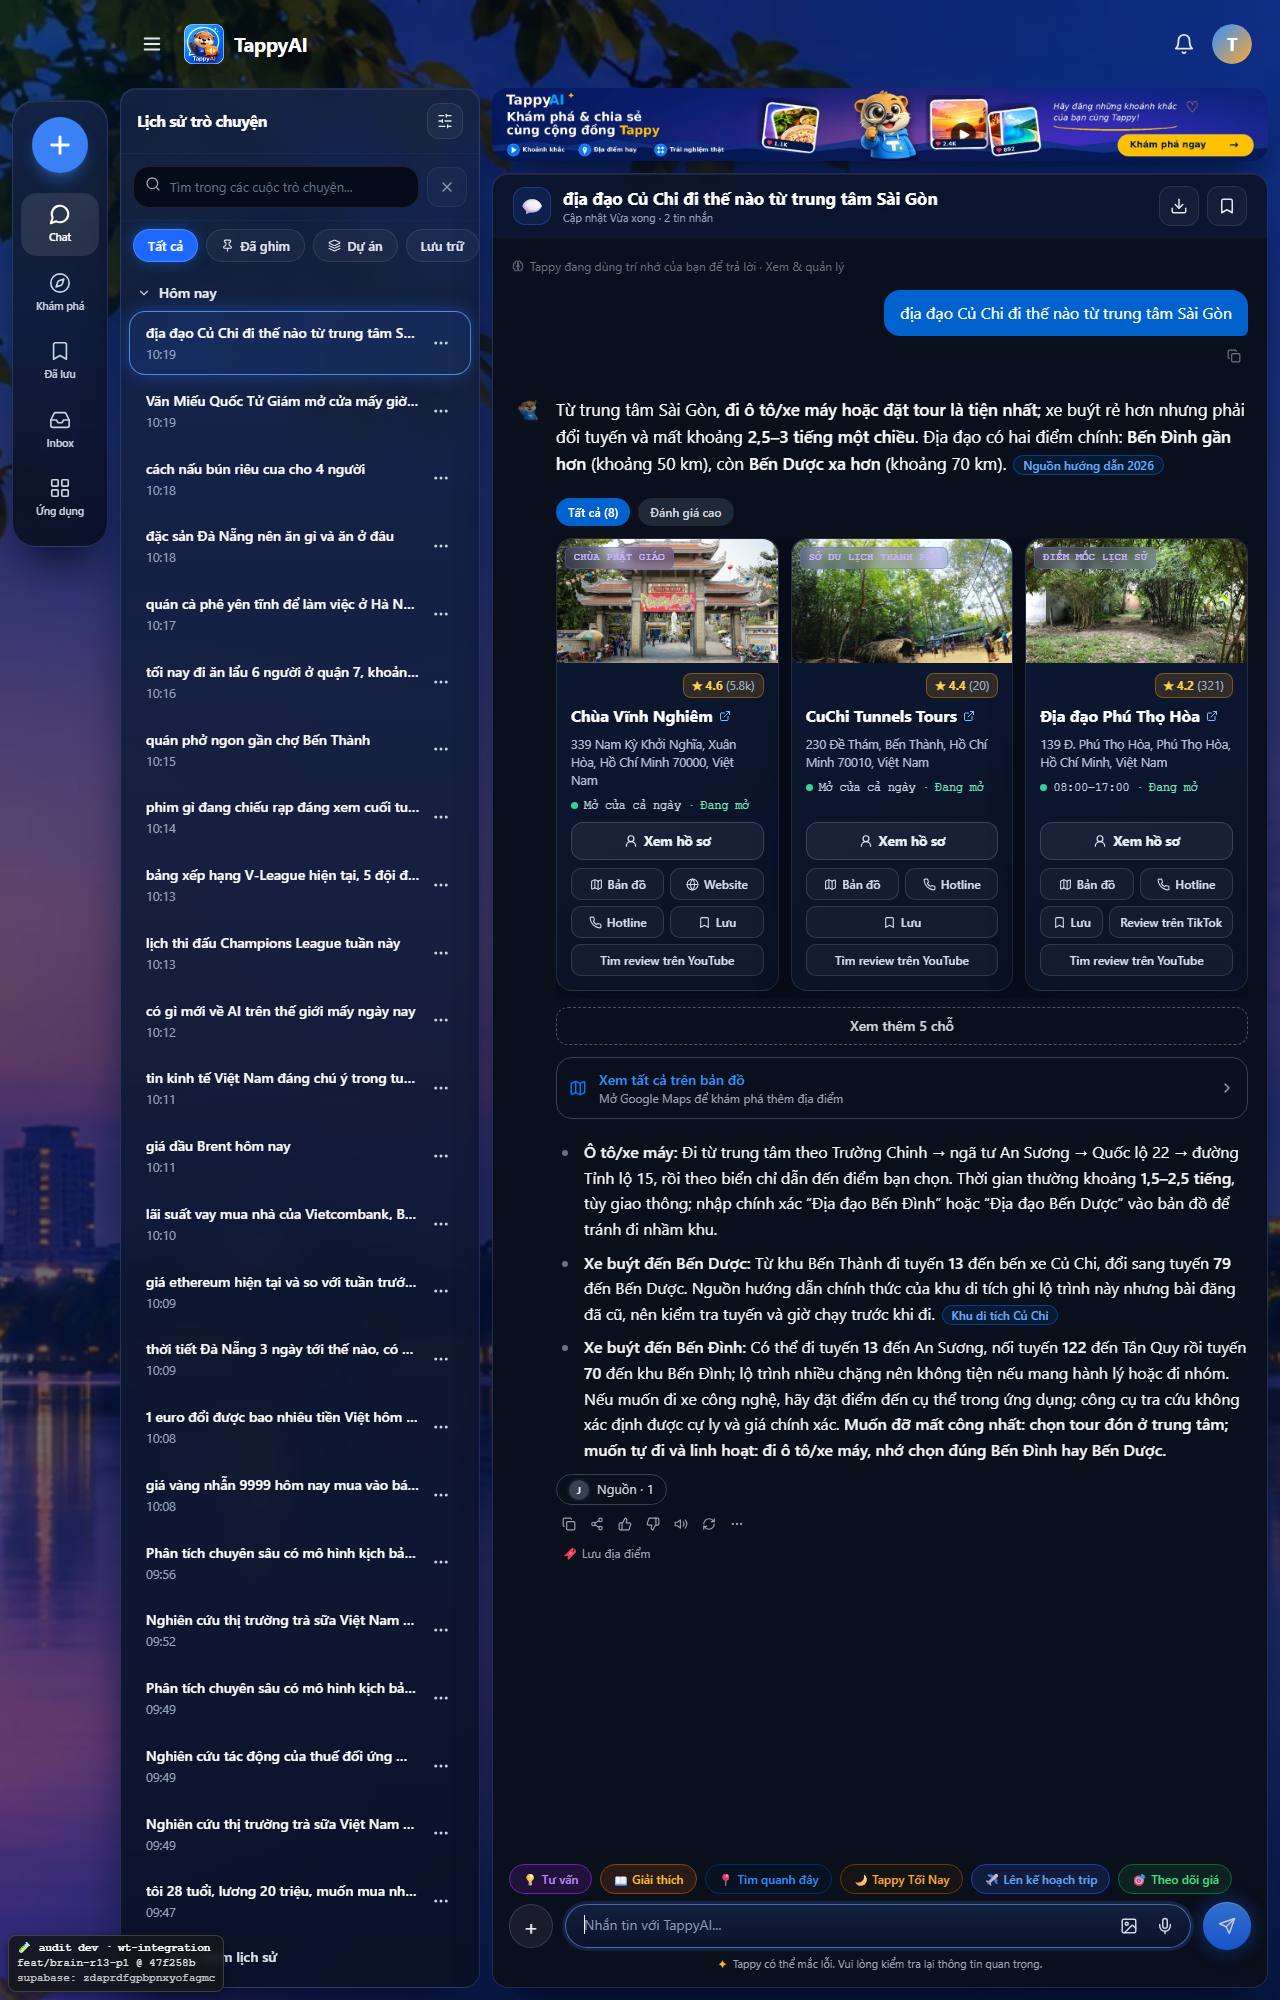 TappyAI
T
Lịch sử trò chuyện
Tìm trong các cuộc trò chuyện...
Tất cả
Đã ghim
Dự án
Lưu trữ
Chat
Khám phá
Đã lưu
Inbox
Ứng dụng
Hôm nay
địa đạo Củ Chi đi thế nào từ trung tâm S...
10:19
Văn Miếu Quốc Tử Giám mở cửa mấy giờ...
10:19
cách nấu bún riêu cua cho 4 người
10:18
đặc sản Đà Nẵng nên ăn gì và ăn ở đâu
10:18
quán cà phê yên tĩnh để làm việc ở Hà N...
10:17
tối nay đi ăn lẩu 6 người ở quận 7, khoản...
10:16
quán phở ngon gần chợ Bến Thành
10:15
phim gì đang chiếu rạp đáng xem cuối tu...
10:14
bảng xếp hạng V-League hiện tại, 5 đội đ...
10:13
lịch thi đấu Champions League tuần này
10:13
có gì mới về AI trên thế giới mấy ngày nay
10:12
tin kinh tế Việt Nam đáng chú ý trong tu...
10:11
giá dầu Brent hôm nay
10:11
lãi suất vay mua nhà của Vietcombank, B...
10:10
giá ethereum hiện tại và so với tuần trướ...
10:09
thời tiết Đà Nẵng 3 ngày tới thế nào, có ...
10:09
1 euro đổi được bao nhiêu tiền Việt hôm ...
10:08
giá vàng nhẫn 9999 hôm nay mua vào bá...
10:08
Phân tích chuyên sâu có mô hình kịch bả...
09:56
Nghiên cứu thị trường trà sữa Việt Nam ...
09:52
Phân tích chuyên sâu có mô hình kịch bả...
09:49
Nghiên cứu tác động của thuế đối ứng ...
09:49
Nghiên cứu thị trường trà sữa Việt Nam ...
09:49
tôi 28 tuổi, lương 20 triệu, muốn mua nh...
09:47
lịch sử
audit dev · wt-integration
feat/brain-r13-p1 @ 47f258b
supabase: zdaprdfgpbpnxyofagmc
TappyAI
Khám phá & chia sẻ
cùng cộng đồng Tappy
Khoảnh khắc
Địa điểm hay
Trải nghiệm thật
1.1K
2.4K
892
Hãy đăng những khoảnh khắc
của bạn cùng Tappy!
Khám phá ngay →
địa đạo Củ Chi đi thế nào từ trung tâm Sài Gòn
Cập nhật Vừa xong · 2 tin nhắn
Tappy đang dùng trí nhớ của bạn để trả lời · Xem & quản lý
địa đạo Củ Chi đi thế nào từ trung tâm Sài Gòn
Từ trung tâm Sài Gòn, đi ô tô/xe máy hoặc đặt tour là tiện nhất; xe buýt rẻ hơn nhưng phải
đổi tuyến và mất khoảng 2,5–3 tiếng một chiều. Địa đạo có hai điểm chính: Bến Đình gần
hơn (khoảng 50 km), còn Bến Dược xa hơn (khoảng 70 km). Nguồn hướng dẫn 2026
Tất cả (8)
Đánh giá cao
CHÙA PHẬT GIÁO
4.6 (5.8k)
Chùa Vĩnh Nghiêm
339 Nam Kỳ Khởi Nghĩa, Xuân
Hòa, Hồ Chí Minh 70000, Việt
Nam
Mở cửa cả ngày · Đang mở
Xem hồ sơ
Bản đồ
Website
Hotline
Lưu
Tìm review trên YouTube
SỞ DU LỊCH THÀNH
4.4 (20)
CuChi Tunnels Tours
230 Đề Thám, Bến Thành, Hồ Chí
Minh 70010, Việt Nam
Mở cửa cả ngày · Đang mở
Xem hồ sơ
Bản đồ
Hotline
Lưu
Tìm review trên YouTube
ĐIỂM MỐC LỊCH SỬ
4.2 (321)
Địa đạo Phú Thọ Hòa
139 Đ. Phú Thọ Hòa, Phú Thọ Hòa,
Hồ Chí Minh, Việt Nam
08:00–17:00 · Đang mở
Xem hồ sơ
Bản đồ
Hotline
Lưu
Review trên TikTok
Tìm review trên YouTube
Xem thêm 5 chỗ
Xem tất cả trên bản đồ
Mở Google Maps để khám phá thêm địa điểm
• Ô tô/xe máy: Đi từ trung tâm theo Trường Chinh → ngã tư An Sương → Quốc lộ 22 → đường
Tỉnh lộ 15, rồi theo biển chỉ dẫn đến điểm bạn chọn. Thời gian thường khoảng 1,5–2,5 tiếng,
tùy giao thông; nhập chính xác “Địa đạo Bến Đình” hoặc “Địa đạo Bến Dược” vào bản đồ để
tránh đi nhầm khu.
• Xe buýt đến Bến Dược: Từ khu Bến Thành đi tuyến 13 đến bến xe Củ Chi, đổi sang tuyến 79
đến Bến Dược. Nguồn hướng dẫn chính thức của khu di tích ghi lộ trình này nhưng bài đăng
đã cũ, nên kiểm tra tuyến và giờ chạy trước khi đi. Khu di tích Củ Chi
• Xe buýt đến Bến Đình: Có thể đi tuyến 13 đến An Sương, nối tuyến 122 đến Tân Quy rồi tuyến
70 đến khu Bến Đình; lộ trình nhiều chặng nên không tiện nếu mang hành lý hoặc đi nhóm.
Nếu muốn đi xe công nghệ, hãy đặt điểm đến cụ thể trong ứng dụng; công cụ tra cứu không
xác định được cự ly và giá chính xác. Muốn đỡ mất công nhất: chọn tour đón ở trung tâm;
muốn tự đi và linh hoạt: đi ô tô/xe máy, nhớ chọn đúng Bến Đình hay Bến Dược.
J Nguồn · 1
Lưu địa điểm
Tư vấn
Giải thích
Tìm quanh đây
Tappy Tối Nay
Lên kế hoạch trip
Theo dõi giá
Nhắn tin với TappyAI...
Tappy có thể mắc lỗi. Vui lòng kiểm tra lại thông tin quan trọng.